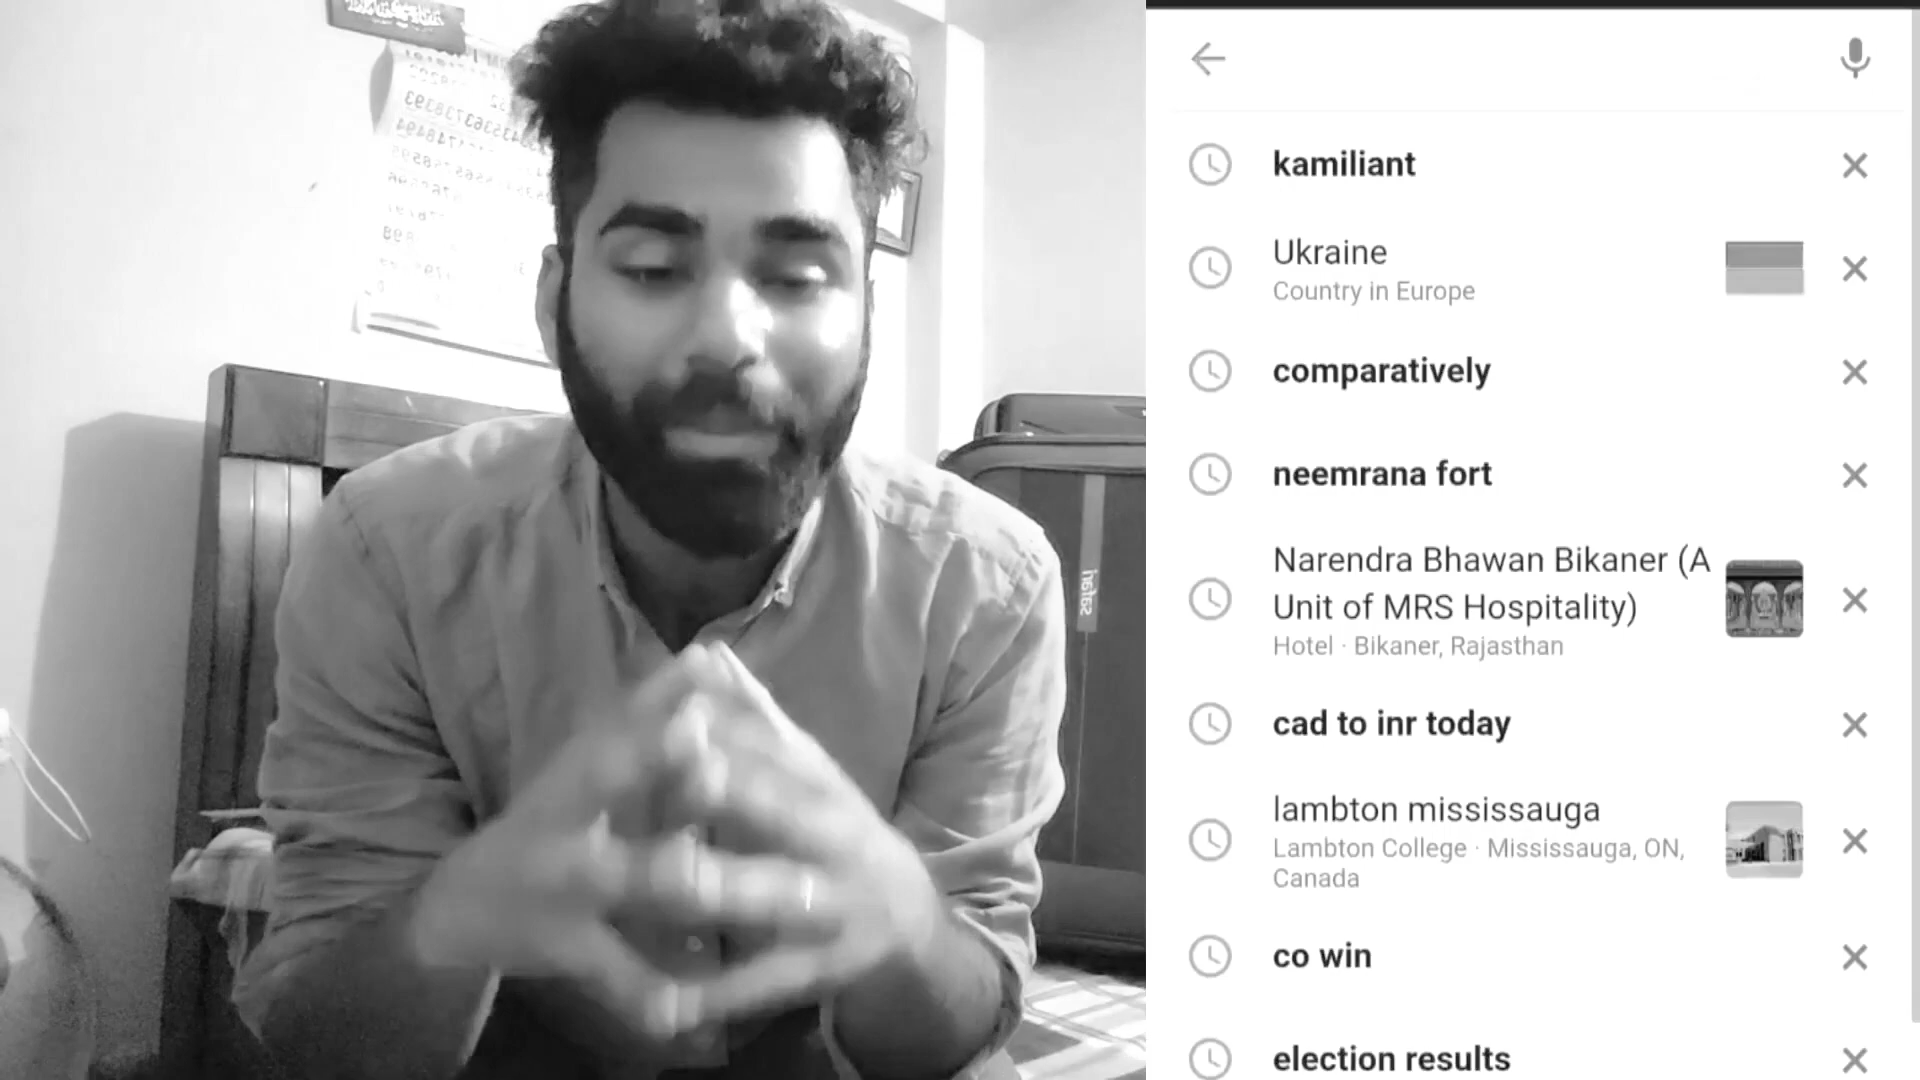 kamiliant
Ukraine
Country in Europe
comparatively
neemrana fort
Narendra Bhawan Bikaner (A
Unit of MRS Hospitality)
Hotel · Bikaner, Rajasthan
cad to inr today
lambton mississauga
Lambton College · Mississauga, ON,
Canada
co win
election results